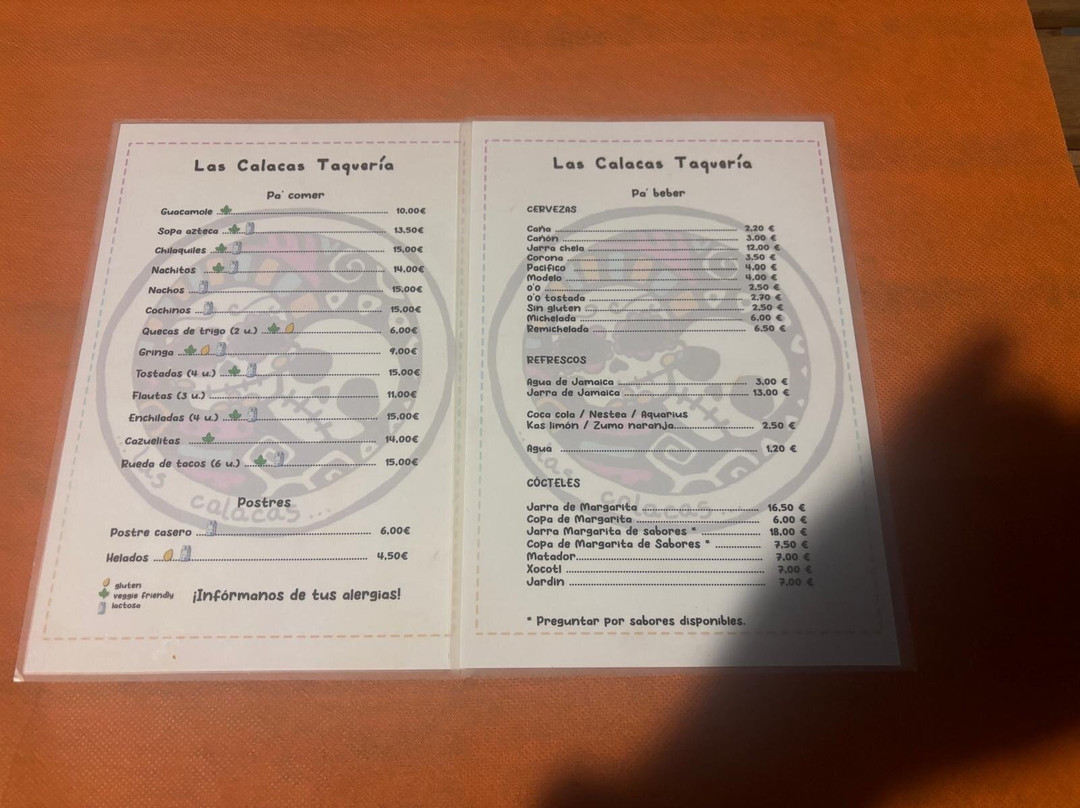 Las Calacas Taquería
Pa' comer
Guacamole 10,00€
Sopa azteca 13,50€
Chilaquiles 15,00€
Nachitos 14,00€
Nachos 15,00€
Cochinos 15,00€
Quecas de trigo (2 u.) 6,00€
Gringa 9,00€
Tostadas (4 u.) 15,00€
Flautas (3 u.) 11,00€
Enchiladas (4 u.) 15,00€
Cazuelitas 14,00€
Rueda de tacos (6 u.) 15,00€
Postres
Postre casero 6,00€
Helados 4,50€
gluten
veggie friendly
lactosa
¡Infórmanos de tus alergias!
las calacas ...
Las Calacas Taquería
Pa' beber
CERVEZAS
Caña 2,20 €
Cañón 3,00 €
Jarra chela 12,00 €
Corona 3,50 €
Pacifico 4,00 €
Modelo 4,00 €
0'0 2,50 €
0'0 tostada 2,70 €
Sin gluten 2,50 €
Michelada 6,00 €
Remichelada 6,50 €
REFRESCOS
Agua de Jamaica 3,00 €
Jarra de Jamaica 13,00 €
Coca cola / Nestea / Aquarius
Kas limón / Zumo naranja 2,50 €
Agua 1,20 €
CÓCTELES
Jarra de Margarita 16,50 €
Copa de Margarita 6,00 €
Jarra Margarita de sabores * 18,00 €
Copa de Margarita de Sabores * 7,50 €
Matador 7,00 €
Xocotl 7,00 €
Jardín 7,00 €
* Preguntar por sabores disponibles.
las calacas ...